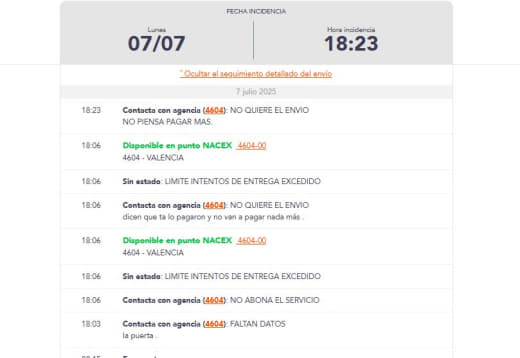 FECHA INCIDENCIA
Lunes
07/07
Hora incidencia
18:23
ˆ Ocultar el seguimiento detallado del envío
7 julio 2025
18:23 Contacta con agencia (4604): NO QUIERE EL ENVIO
NO PIENSA PAGAR MAS.
18:06 Disponible en punto NACEX 4604-00
4604 - VALENCIA
18:06 Sin estado: LIMITE INTENTOS DE ENTREGA EXCEDIDO
18:06 Contacta con agencia (4604): NO QUIERE EL ENVIO
dicen que ta lo pagaron y no van a pagar nada más .
18:06 Disponible en punto NACEX 4604-00
4604 - VALENCIA
18:06 Sin estado: LIMITE INTENTOS DE ENTREGA EXCEDIDO
18:06 Contacta con agencia (4604): NO ABONA EL SERVICIO
18:03 Contacta con agencia (4604): FALTAN DATOS
la puerta .